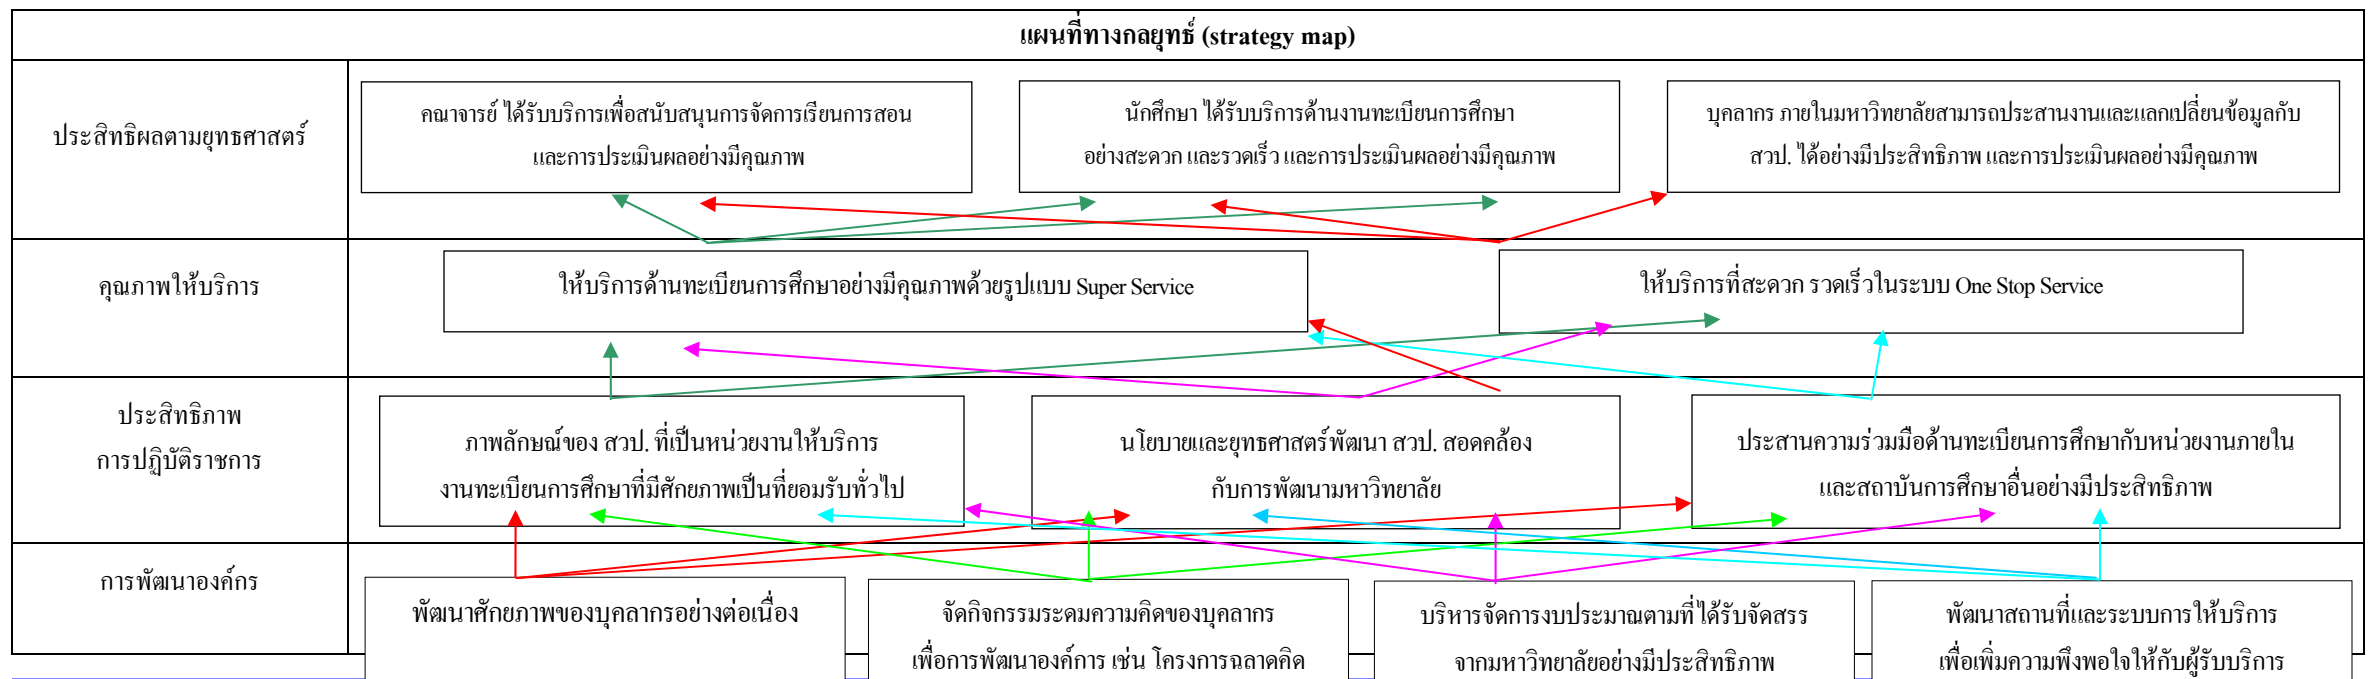 แผนที่ทางกลยุทธ์ (strategy map)
ประสิทธิผลตามยุทธศาสตร์
คณาจารย์ ได้รับบริการเพื่อสนับสนุนการจัดการเรียนการสอน
และการประเมินผลอย่างมีคุณภาพ
นักศึกษา ได้รับบริการด้านงานทะเบียนการศึกษา
อย่างสะดวก และรวดเร็ว และการประเมินผลอย่างมีคุณภาพ
บุคลากร ภายในมหาวิทยาลัยสามารถประสานงานและแลกเปลี่ยนข้อมูลกับ
สวป. ได้อย่างมีประสิทธิภาพ และการประเมินผลอย่างมีคุณภาพ
คุณภาพให้บริการ
ให้บริการด้านทะเบียนการศึกษาอย่างมีคุณภาพด้วยรูปแบบ Super Service
ให้บริการที่สะดวก รวดเร็วในระบบ One Stop Service
ประสิทธิภาพ
การปฏิบัติราชการ
ภาพลักษณ์ของ สวป. ที่เป็นหน่วยงานให้บริการ
งานทะเบียนการศึกษาที่มีศักยภาพเป็นที่ยอมรับทั่วไป
นโยบายและยุทธศาสตร์พัฒนา สวป. สอดคล้อง
กับการพัฒนามหาวิทยาลัย
ประสานความร่วมมือด้านทะเบียนการศึกษากับหน่วยงานภายใน
และสถาบันการศึกษาอื่นอย่างมีประสิทธิภาพ
การพัฒนาองค์กร
พัฒนาศักยภาพของบุคลากรอย่างต่อเนื่อง
จัดกิจกรรมระดมความคิดของบุคลากร
เพื่อการพัฒนาองค์การ เช่น โครงการฉลาดคิด
บริหารจัดการงบประมาณตามที่ได้รับจัดสรร
จากมหาวิทยาลัยอย่างมีประสิทธิภาพ
พัฒนาสถานที่และระบบการให้บริการ
เพื่อเพิ่มความพึงพอใจให้กับผู้รับบริการ